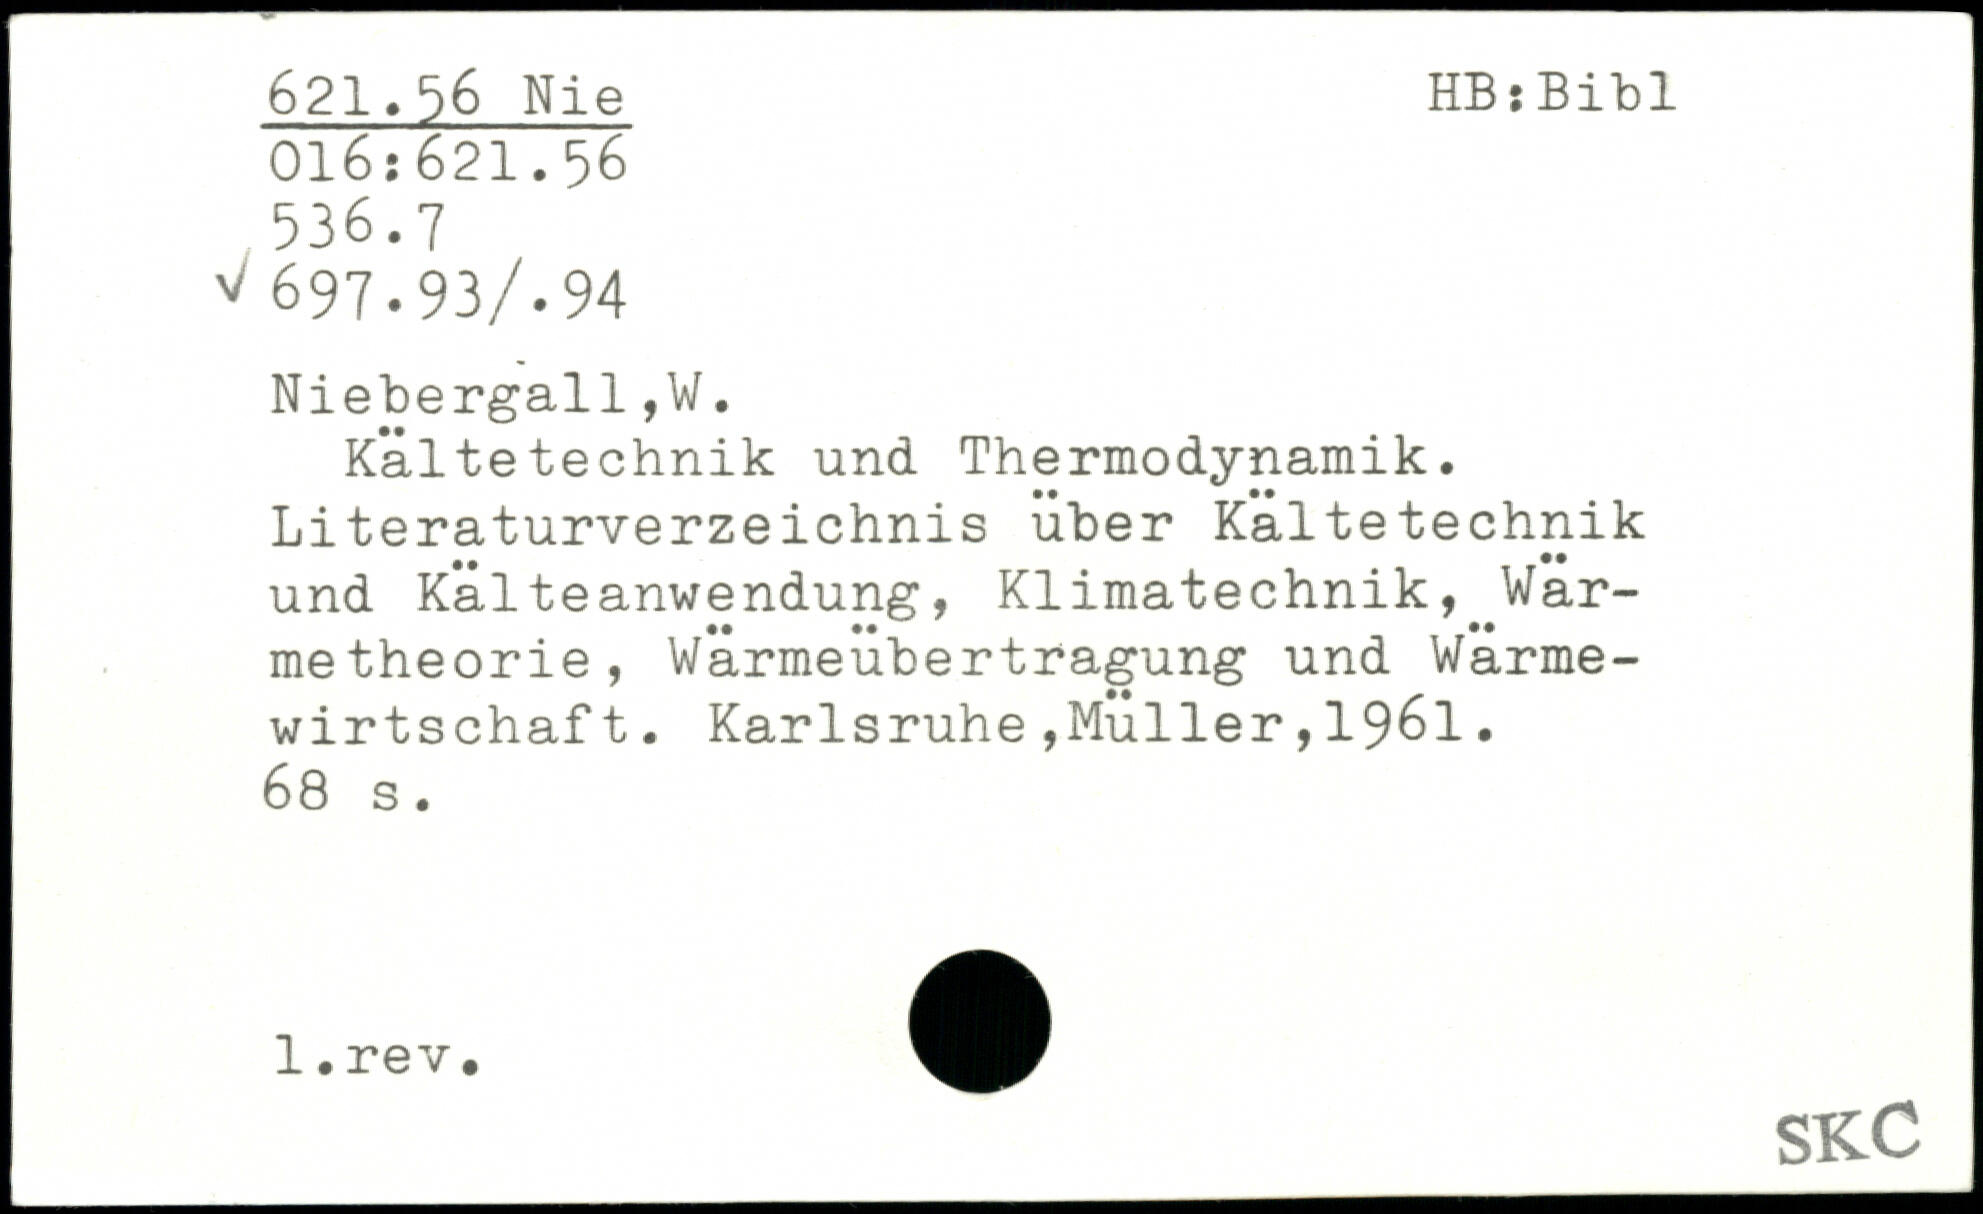 621.56 Nie HB:Bibl
016:621.56
536.7
√ 697.93/.94
Niebergall,W.
Kältetechnik und Thermodynamik.
Literaturverzeichnis über Kältetechnik
und Kälteanwendung, Klimatechnik, Wär-
metheorie, Wärmeübertragung und Wärme-
wirtschaft. Karlsruhe,Müller,1961.
68 s.
1.rev.
SKC